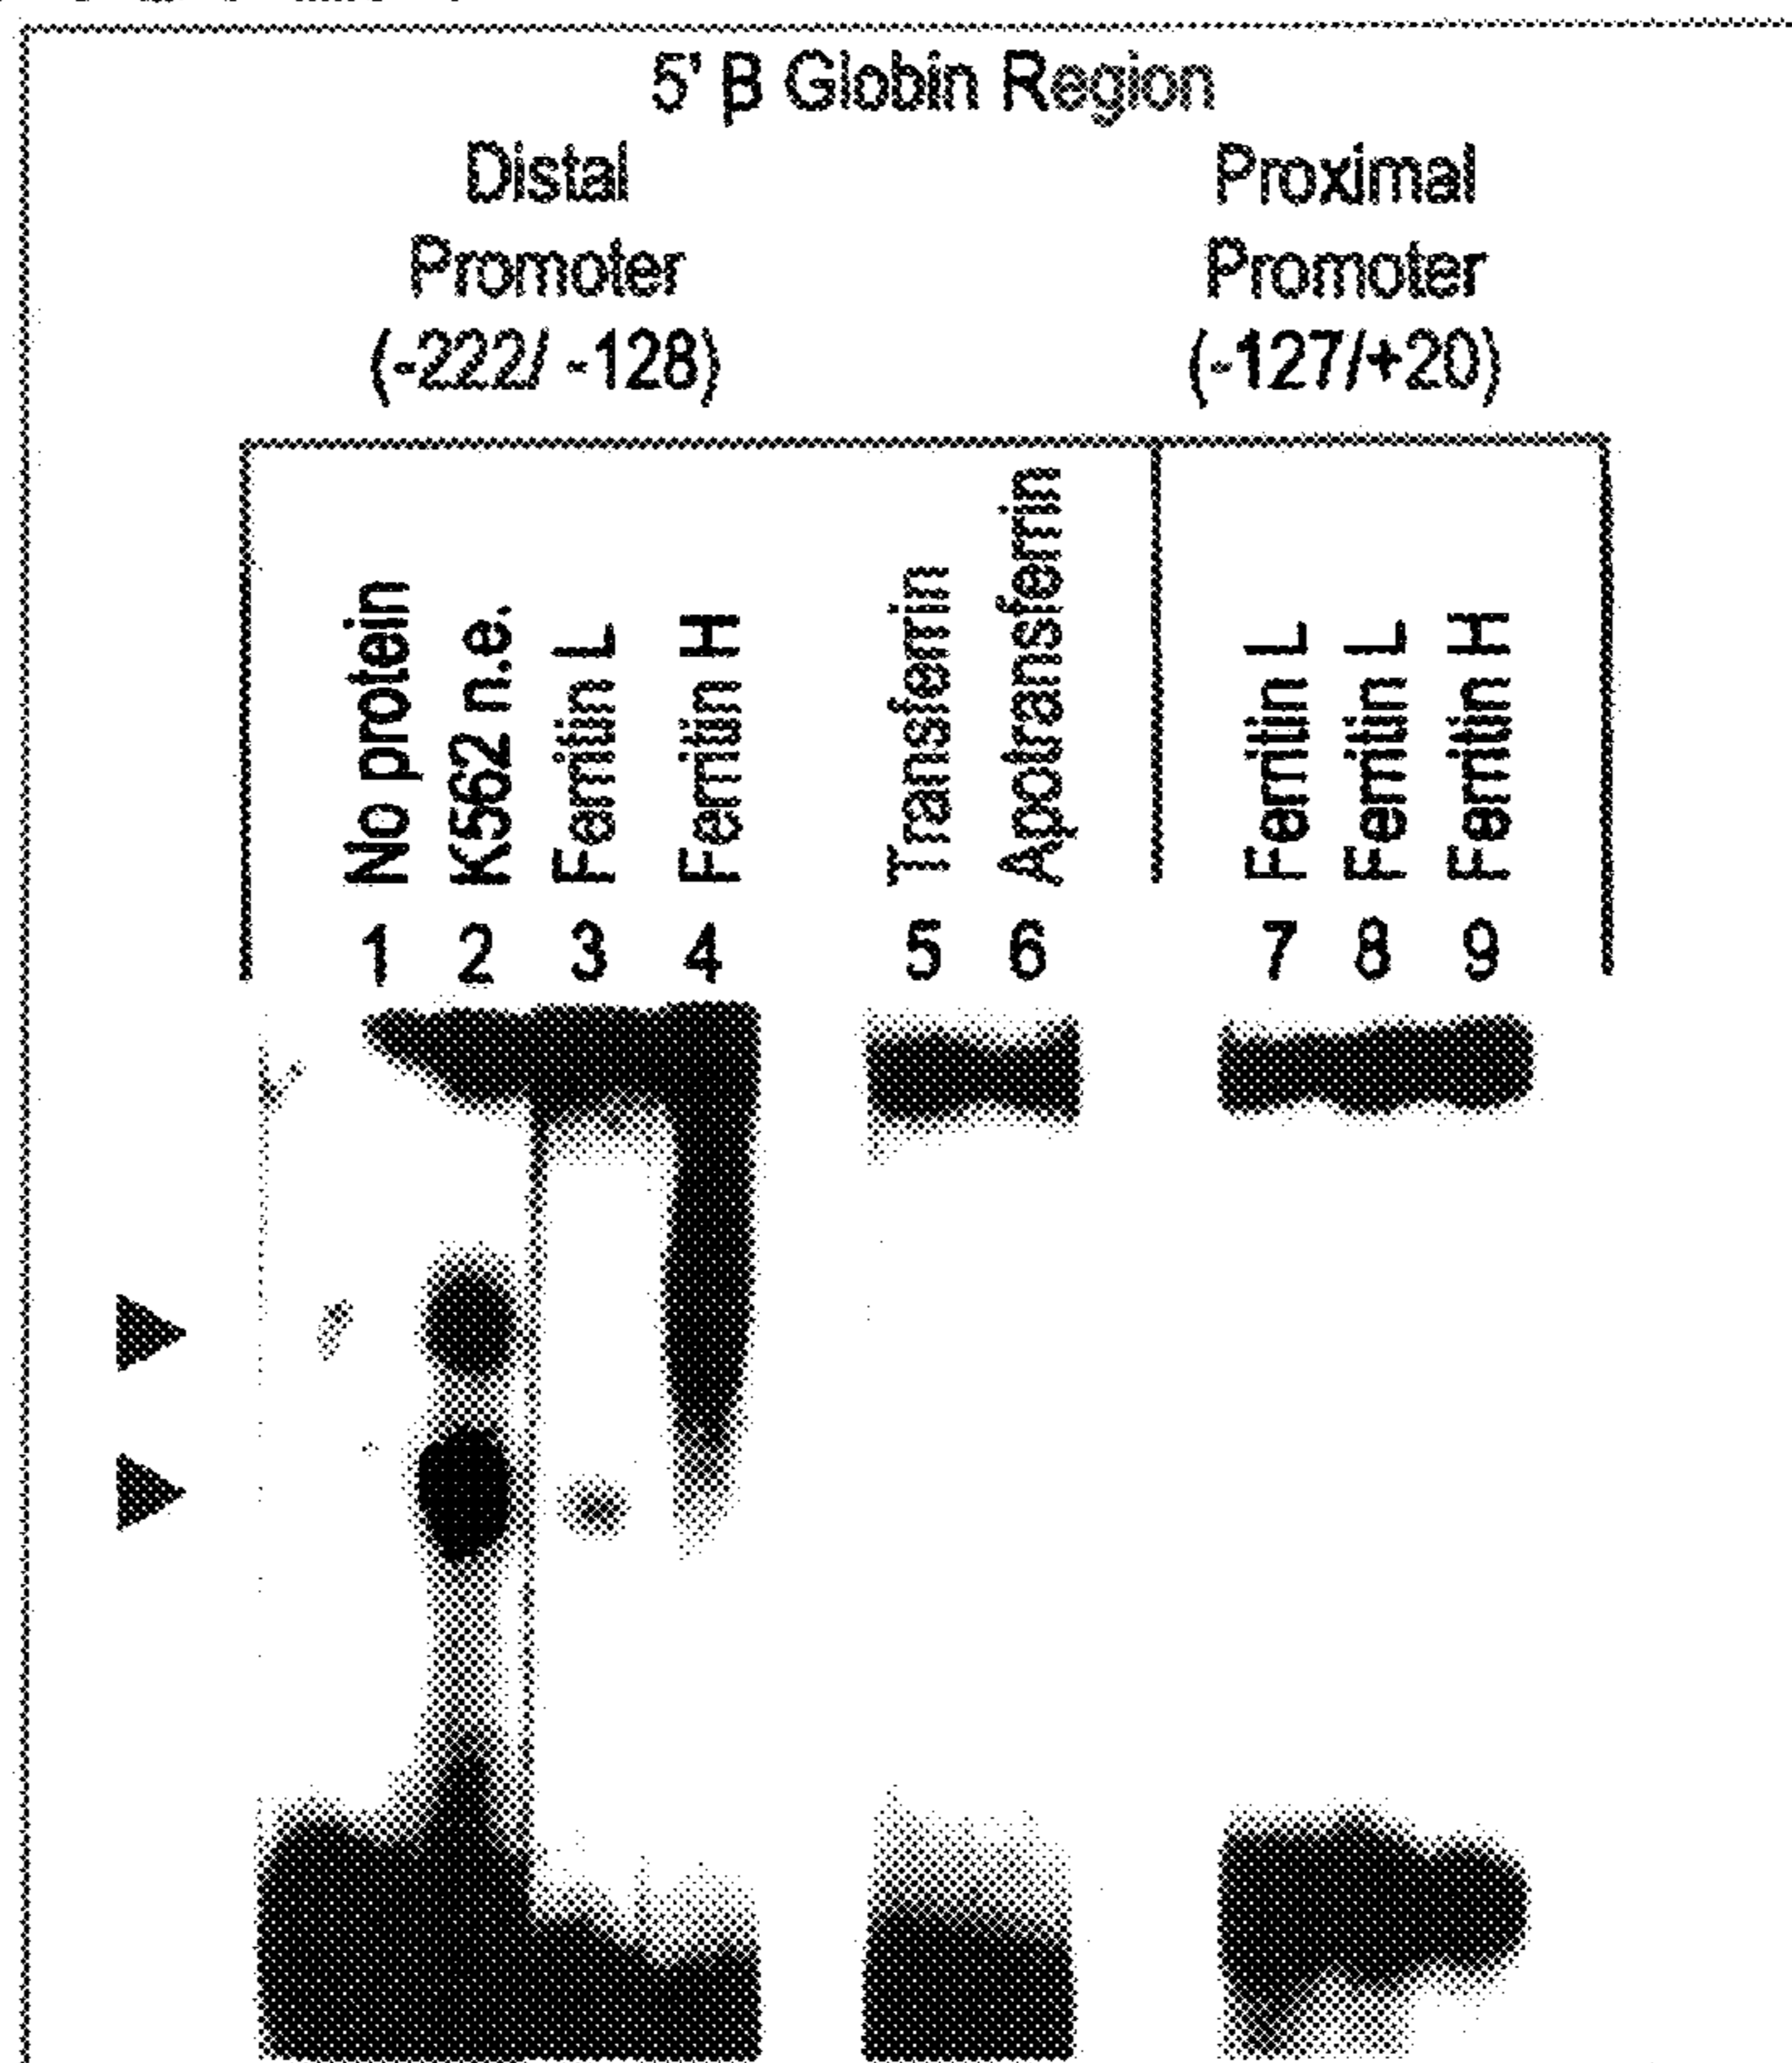 5' β Globin Region
Distal
Promoter
(-222/ -128)
Proximal
Promoter
(-127/+20)
No protein
K562 n.e.
Ferritin L
Ferritin H
Transferrin
Apotransferrin
Ferritin L
Ferritin L
Ferritin H
1 2 3 4 5 6 7 8 9